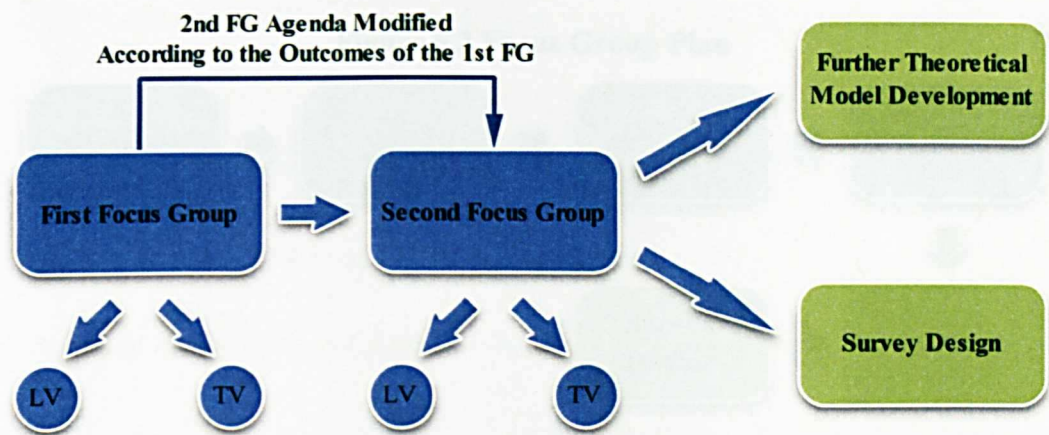 2nd FG Agenda Modified
According to the Outcomes of the 1st FG
Further Theoretical
Model Development
First Focus Group
Second Focus Group
Survey Design
LV
TV
LV
TV